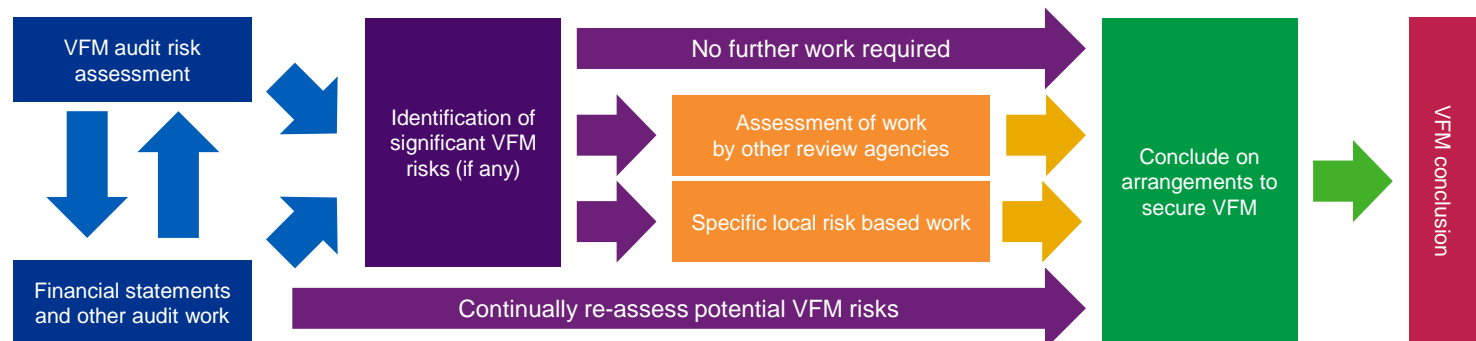 VFM audit risk
assessment
Financial statements
and other audit work
Identification of
significant VFM
risks (if any)
No further work required
Assessment of work
by other review agencies
Specific local risk based work
Continually re-assess potential VFM risks
Conclude on
arrangements to
secure VFM
VFM conclusion